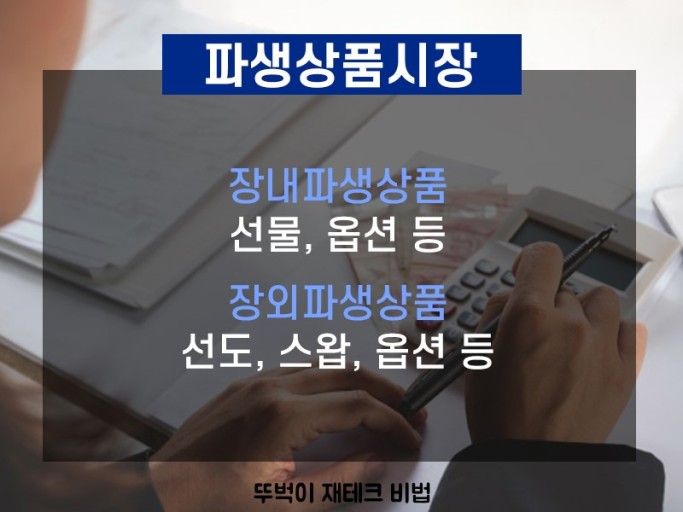 파생상품시장
장내파생상품
선물, 옵션 등
장외파생상품
선도, 스왑, 옵션 등
뚜벅이 재테크 비법